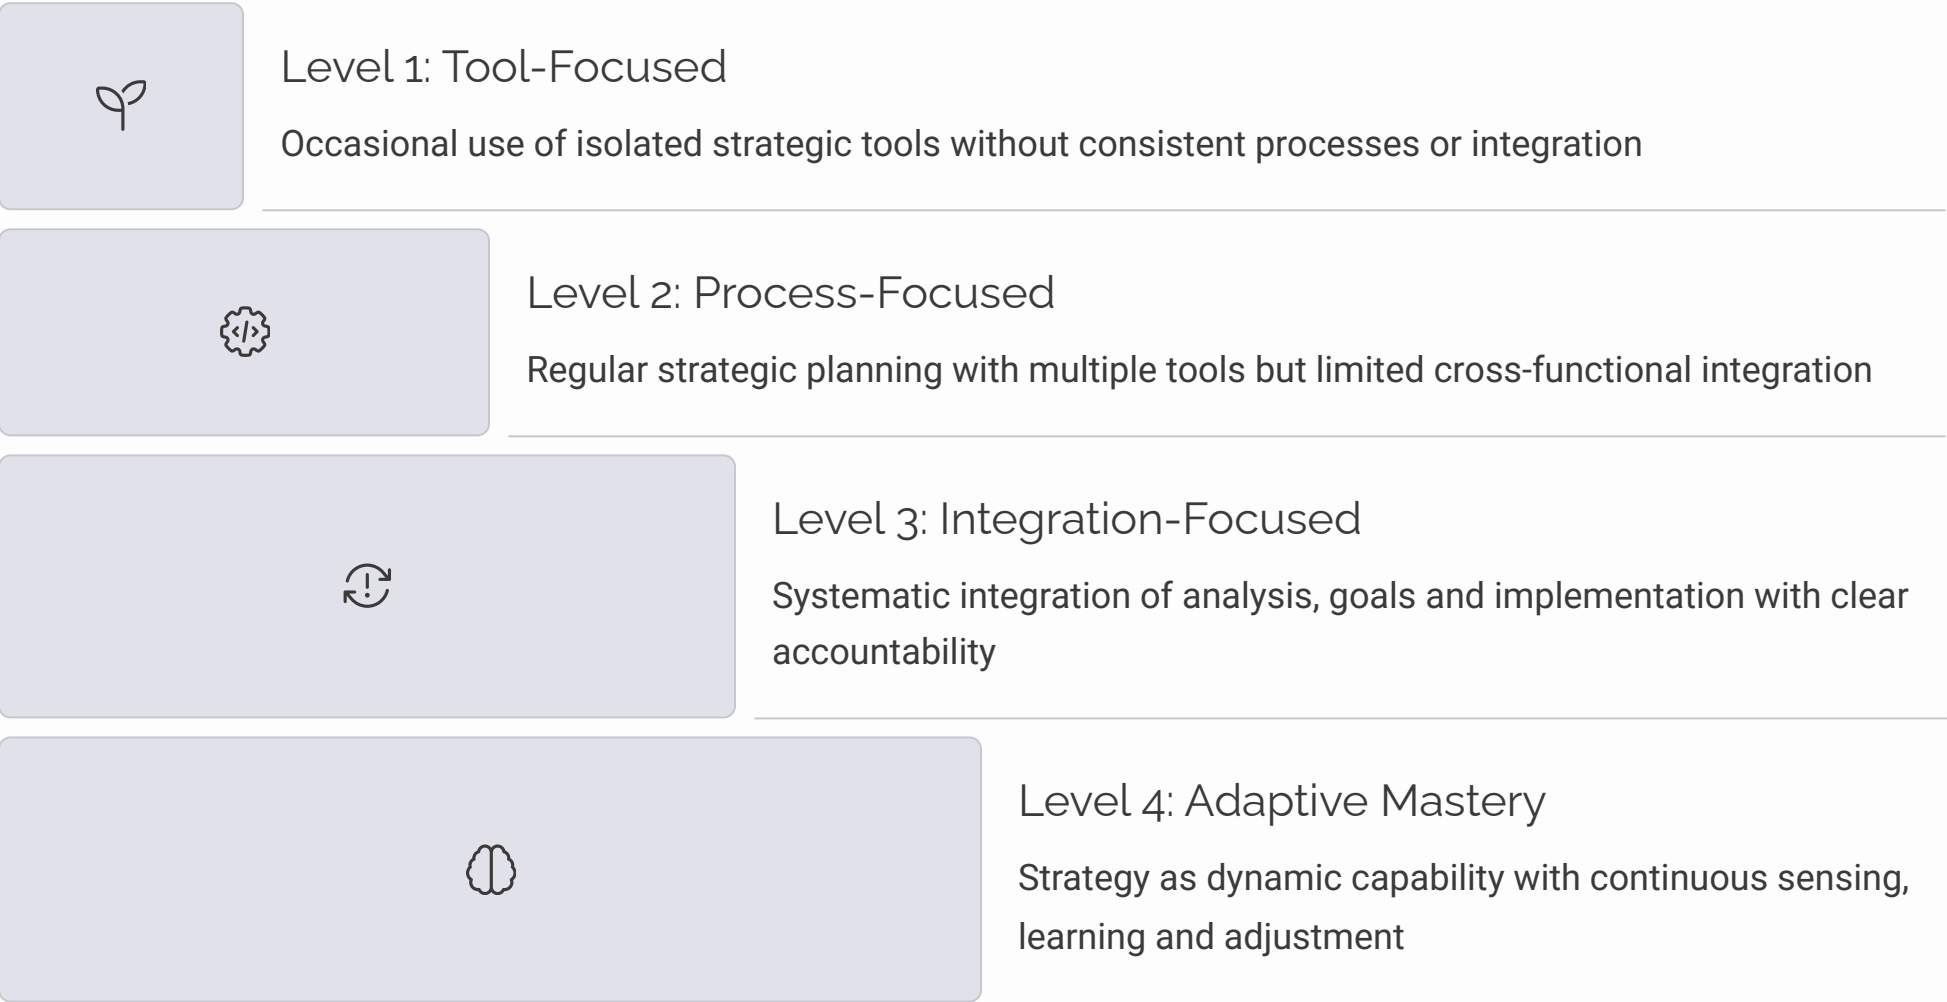 Level 1: Tool-Focused
Occasional use of isolated strategic tools without consistent processes or integration
Level 2: Process-Focused
Regular strategic planning with multiple tools but limited cross-functional integration
Level 3: Integration-Focused
Systematic integration of analysis, goals and implementation with clear
accountability
Level 4: Adaptive Mastery
Strategy as dynamic capability with continuous sensing,
learning and adjustment